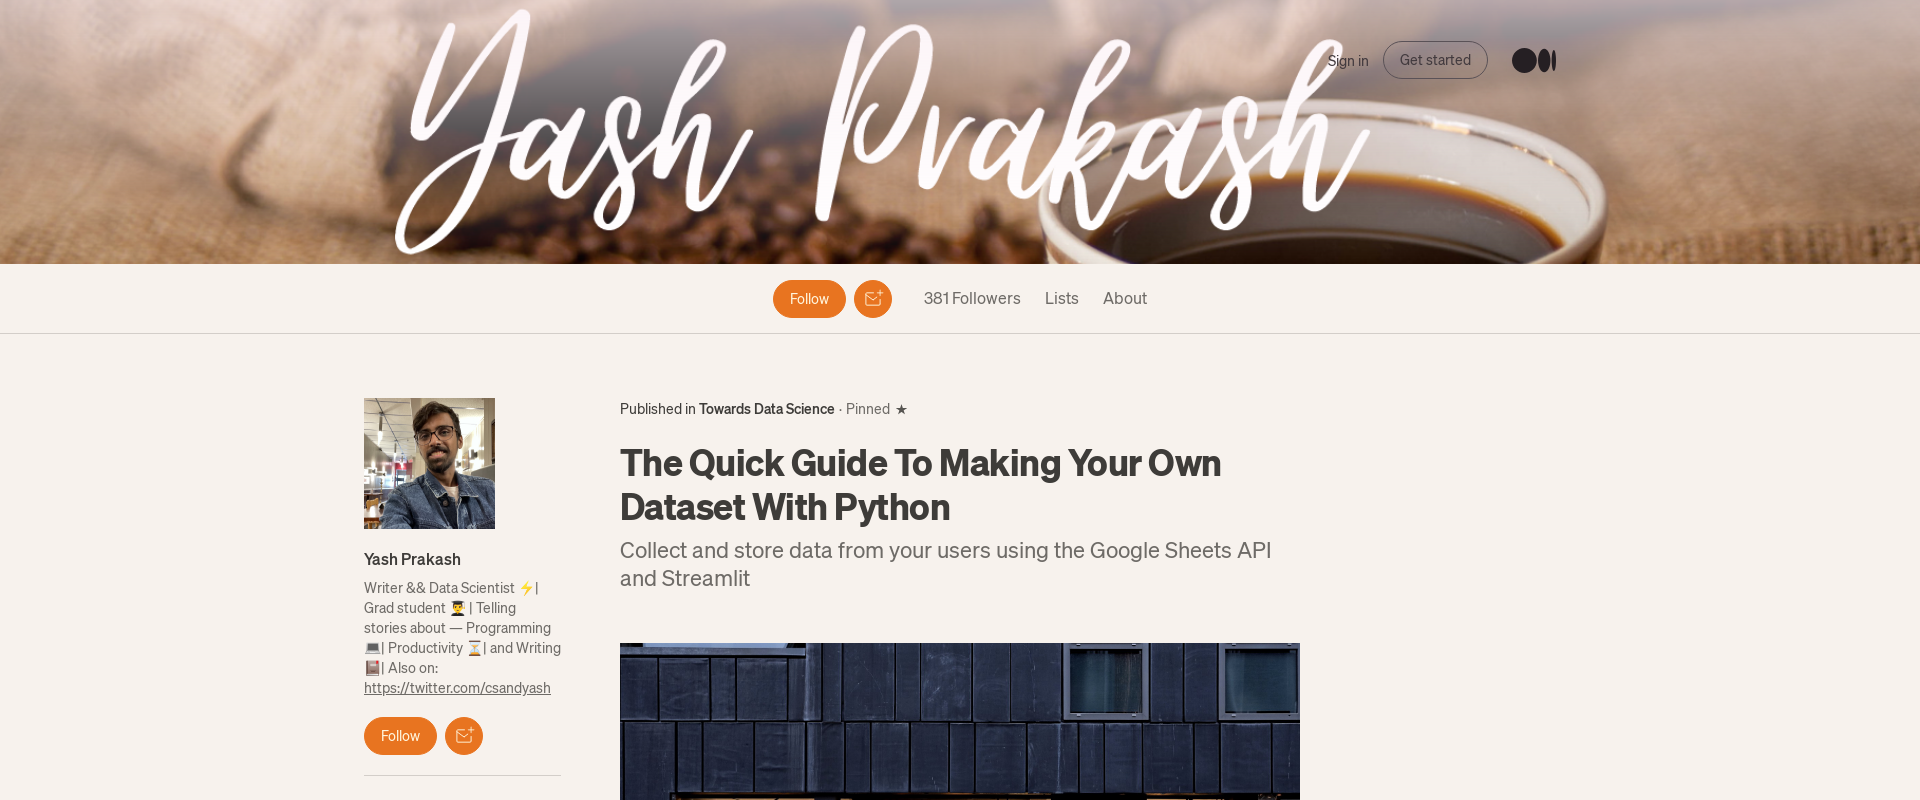 Yash Prakash
Sign in
Get started
Follow
381 Followers
Lists
About
Published in Towards Data Science · Pinned ★
The Quick Guide To Making Your Own
Dataset With Python
Collect and store data from your users using the Google Sheets API
and Streamlit
Yash Prakash
Writer && Data Scientist ⚡|
Grad student 👨‍🎓 | Telling
stories about — Programming
💻| Productivity ⏳| and Writing
📔| Also on:
https://twitter.com/csandyash
Follow